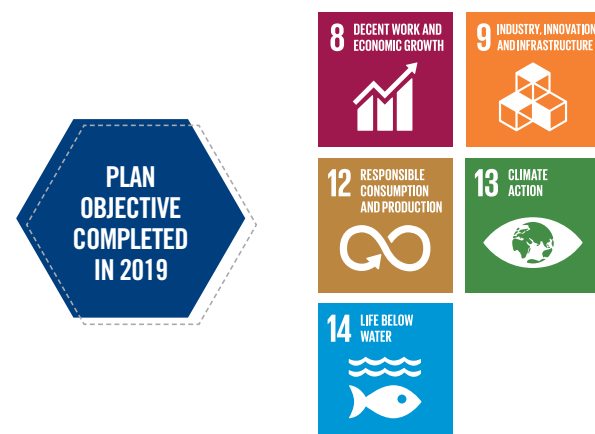 PLAN
OBJECTIVE
COMPLETED
IN 2019
8 DECENT WORK AND
ECONOMIC GROWTH
9 INDUSTRY, INNOVATION
AND INFRASTRUCTURE
12 RESPONSIBLE
CONSUMPTION
AND PRODUCTION
13 CLIMATE
ACTION
14 LIFE BELOW
WATER